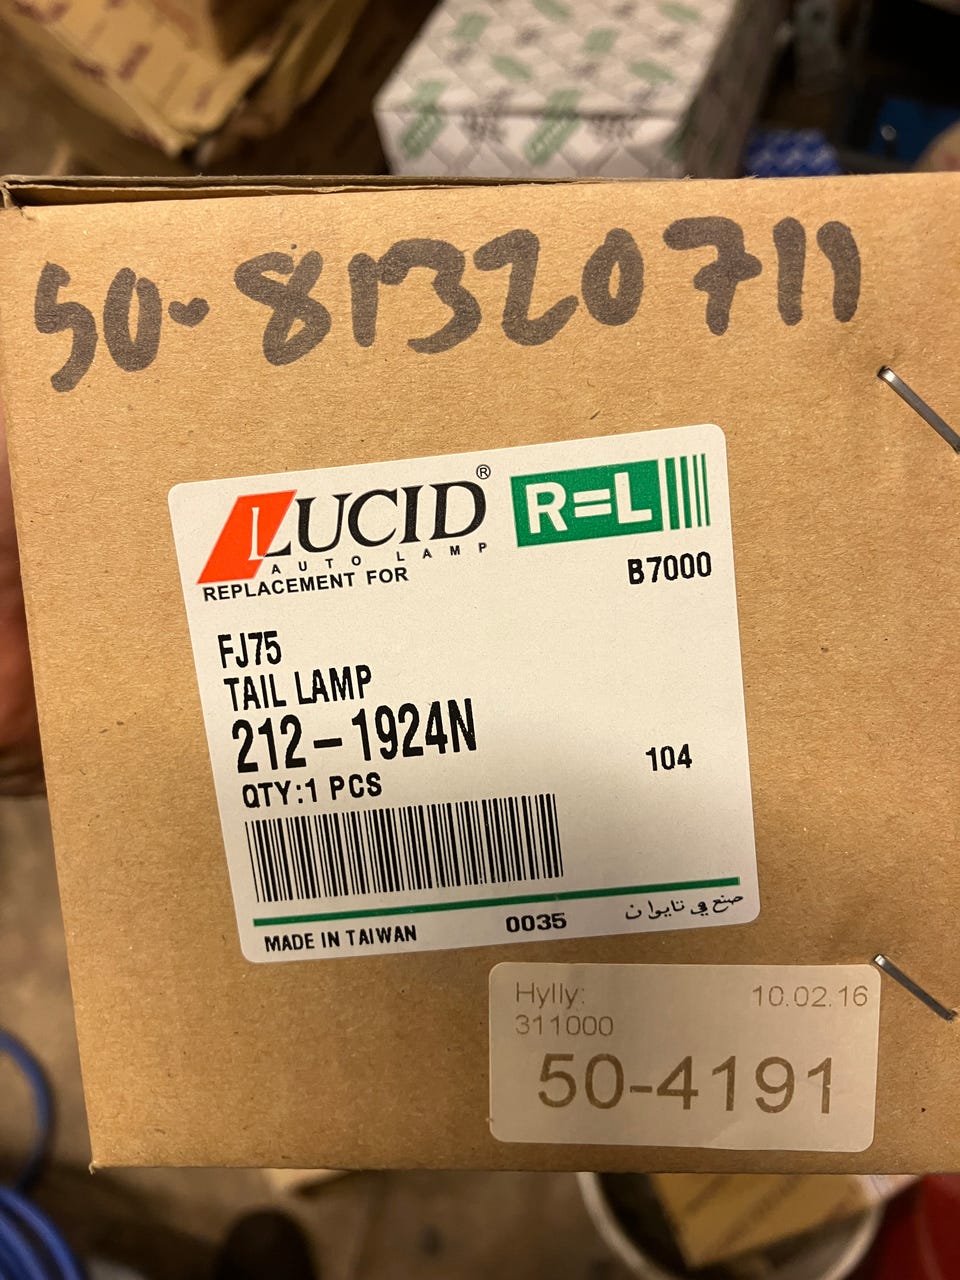 50-81320711
LUCID®
AUTO LAMP
R=L
REPLACEMENT FOR
B7000
FJ75
TAIL LAMP
212-1924N
104
QTY:1 PCS
MADE IN TAIWAN
0035
صنع في تايوان
Hylly:
10.02.16
311000
50-4191